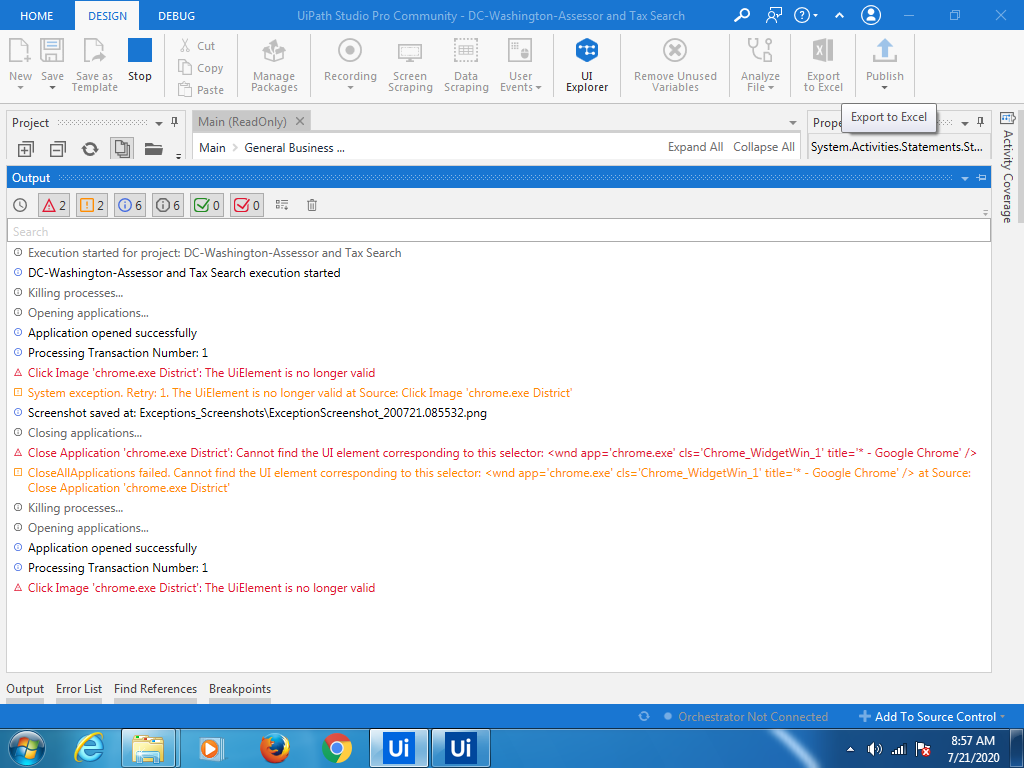 HOME DESIGN DEBUG UiPath Studio Pro Community - DC-Washington-Assessor and Tax Search
New Save Save as Template Stop Cut Copy Paste Manage Packages Recording Screen Scraping Data Scraping User Events UI Explorer Remove Unused Variables Analyze File Export to Excel Publish
Export to Excel
Project Main (ReadOnly) Prope
Main General Business ... Expand All Collapse All System.Activities.Statements.St...
Activity Coverage
Output
2 2 6 6 0 0
Search
Execution started for project: DC-Washington-Assessor and Tax Search
DC-Washington-Assessor and Tax Search execution started
Killing processes...
Opening applications...
Application opened successfully
Processing Transaction Number: 1
Click Image 'chrome.exe District': The UiElement is no longer valid
System exception. Retry: 1. The UiElement is no longer valid at Source: Click Image 'chrome.exe District'
Screenshot saved at: Exceptions_Screenshots\ExceptionScreenshot_200721.085532.png
Closing applications...
Close Application 'chrome.exe District': Cannot find the UI element corresponding to this selector: <wnd app='chrome.exe' cls='Chrome_WidgetWin_1' title='* - Google Chrome' />
CloseAllApplications failed. Cannot find the UI element corresponding to this selector: <wnd app='chrome.exe' cls='Chrome_WidgetWin_1' title='* - Google Chrome' /> at Source:
Close Application 'chrome.exe District'
Killing processes...
Opening applications...
Application opened successfully
Processing Transaction Number: 1
Click Image 'chrome.exe District': The UiElement is no longer valid
Output Error List Find References Breakpoints
Orchestrator Not Connected Add To Source Control
Ui Ui 8:57 AM
7/21/2020